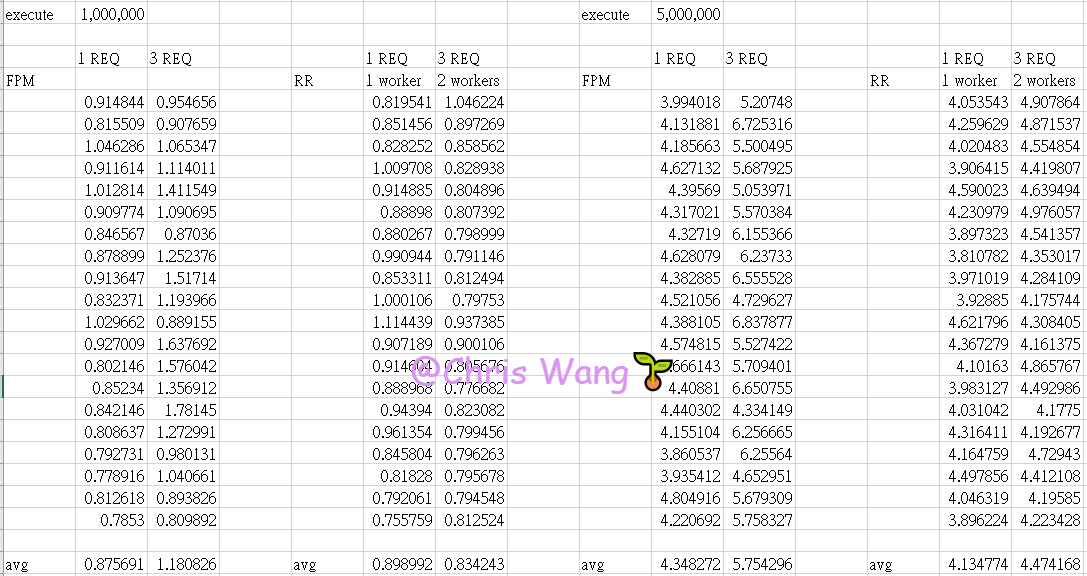 execute 1,000,000 execute 5,000,000
1 REQ 3 REQ 1 REQ 3 REQ 1 REQ 3 REQ 1 REQ 3 REQ
FPM RR 1 worker 2 workers FPM RR 1 worker 2 workers
0.914844 0.954656 0.819541 1.046224 3.994018 5.20748 4.053543 4.907864
0.815509 0.907659 0.851456 0.897269 4.131881 6.725316 4.259629 4.871537
1.046286 1.065347 0.828252 0.858562 4.185663 5.500495 4.020483 4.554854
0.911614 1.114011 1.009708 0.828938 4.627132 5.687925 3.906415 4.419807
1.012814 1.411549 0.914885 0.804896 4.39569 5.053971 4.590023 4.639494
0.909774 1.090695 0.88898 0.807392 4.317021 5.570384 4.230979 4.976057
0.846567 0.87036 0.880267 0.798999 4.32719 6.155366 3.897323 4.541357
0.878899 1.252376 0.990944 0.791146 4.628079 6.23733 3.810782 4.353017
0.913647 1.51714 0.853311 0.812494 4.382885 6.555528 3.971019 4.284109
0.832371 1.193966 1.000106 0.79753 4.521056 4.729627 3.92885 4.175744
1.029662 0.889155 1.114439 0.937385 4.388105 6.837877 4.621796 4.308405
0.927009 1.637692 0.907189 0.900106 4.574815 5.527422 4.367279 4.161375
0.802146 1.576042 0.914604 0.805676 .666143 5.709401 4.10163 4.865767
@Chris Wang
0.85234 1.356912 0.888968 0.776682 4.40881 6.650755 3.983127 4.492986
0.842146 1.78145 0.94394 0.823082 4.440302 4.334149 4.031042 4.1775
0.808637 1.272991 0.961354 0.799456 4.155104 6.256665 4.316411 4.192677
0.792731 0.980131 0.845804 0.796263 3.860537 6.25564 4.164759 4.72943
0.778916 1.040661 0.81828 0.795678 3.935412 4.652951 4.497856 4.412108
0.812618 0.893826 0.792061 0.794548 4.804916 5.679309 4.046319 4.19585
0.7853 0.809892 0.755759 0.812524 4.220692 5.758327 3.896224 4.223428
avg 0.875691 1.180826 avg 0.898992 0.834243 avg 4.348272 5.754296 avg 4.134774 4.474168